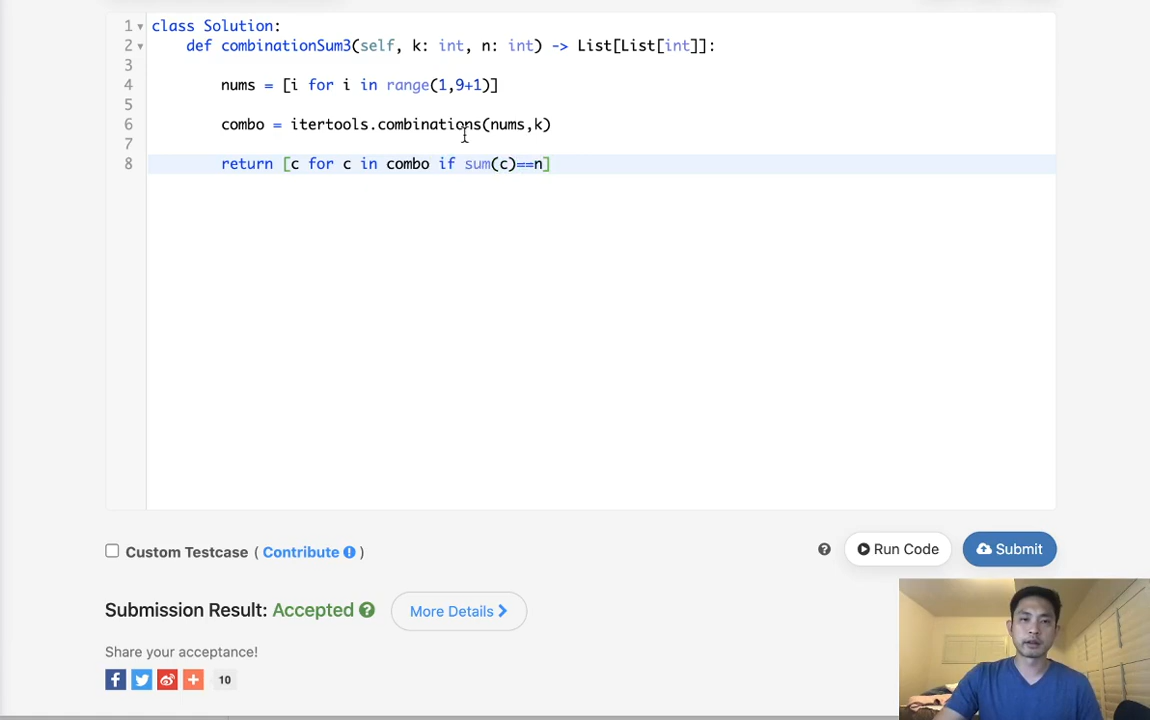 1 class Solution:
2 def combinationSum3(self, k: int, n: int) -> List[List[int]]:
3
4 nums = [i for i in range(1,9+1)]
5
6 combo = itertools.combinations(nums,k)
7
8 return [c for c in combo if sum(c)==n]
Custom Testcase ( Contribute )
? Run Code Submit
Submission Result: Accepted ? More Details
Share your acceptance!
10